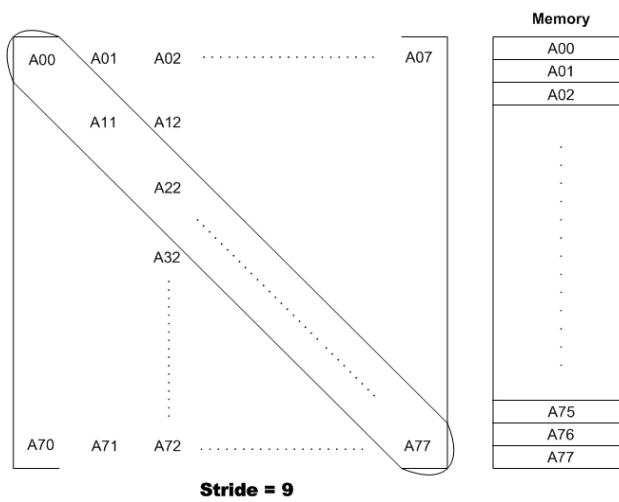 Memory
A00 A01 A02 A07
A00
A01
A02
A11 A12
A22
A32
A75
A76
A77
A70 A71 A72 A77
Stride = 9